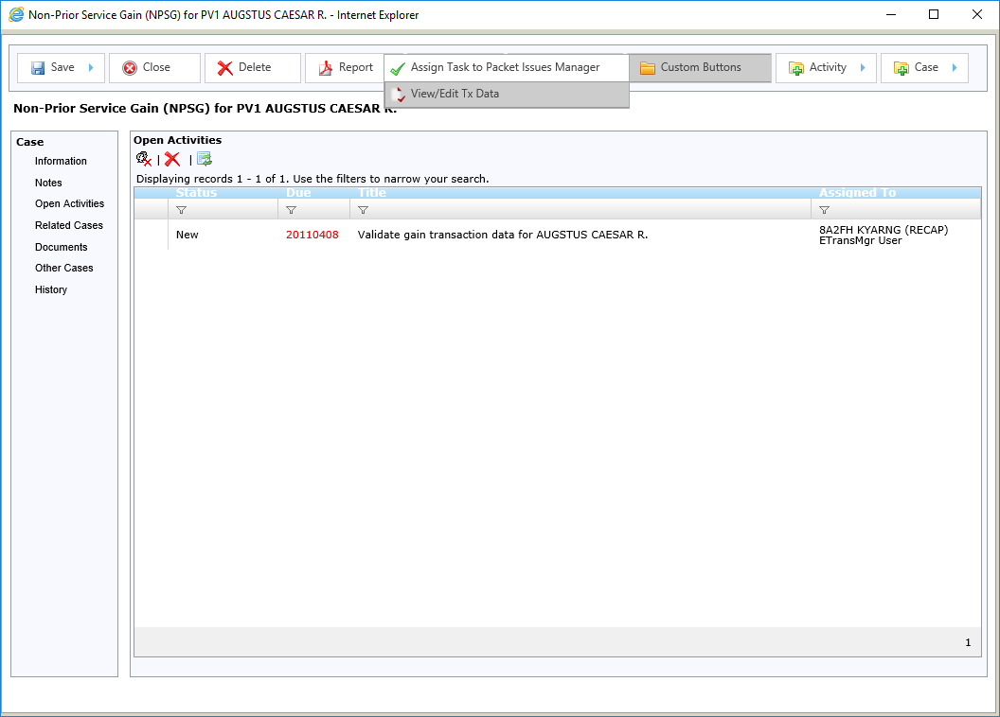 Non-Prior Service Gain (NPSG) for PV1 AUGSTUS CAESAR R. - Internet Explorer
Save Close Delete Report Assign Task to Packet Issues Manager Custom Buttons Activity Case
View/Edit Tx Data
Non-Prior Service Gain (NPSG) for PV1 AUGSTUS CAESAR R.
Case
Information
Notes
Open Activities
Related Cases
Documents
Other Cases
History
Open Activities
| |
Displaying records 1 - 1 of 1. Use the filters to narrow your search.
Status Due Title Assigned To
New 20110408 Validate gain transaction data for AUGSTUS CAESAR R. 8A2FH KYARNG (RECAP)
ETransMgr User
1